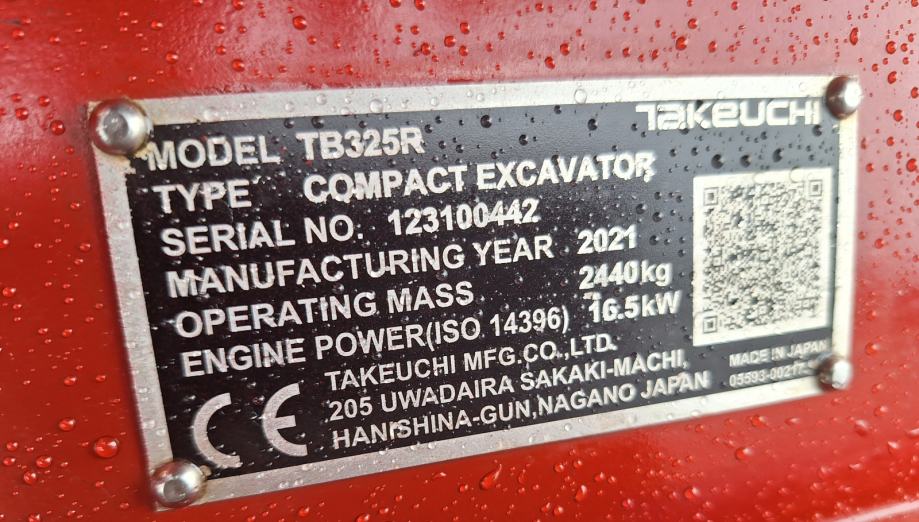 TAKEUCHI
MODEL TB325R
TYPE COMPACT EXCAVATOR
SERIAL NO. 123100442
MANUFACTURING YEAR 2021
OPERATING MASS 2440kg
ENGINE POWER(ISO 14396) 16.5kW
CE TAKEUCHI MFG.CO.,LTD.
205 UWADAIRA SAKAKI-MACHI,
HANISHINA-GUN,NAGANO JAPAN
MADE IN JAPAN